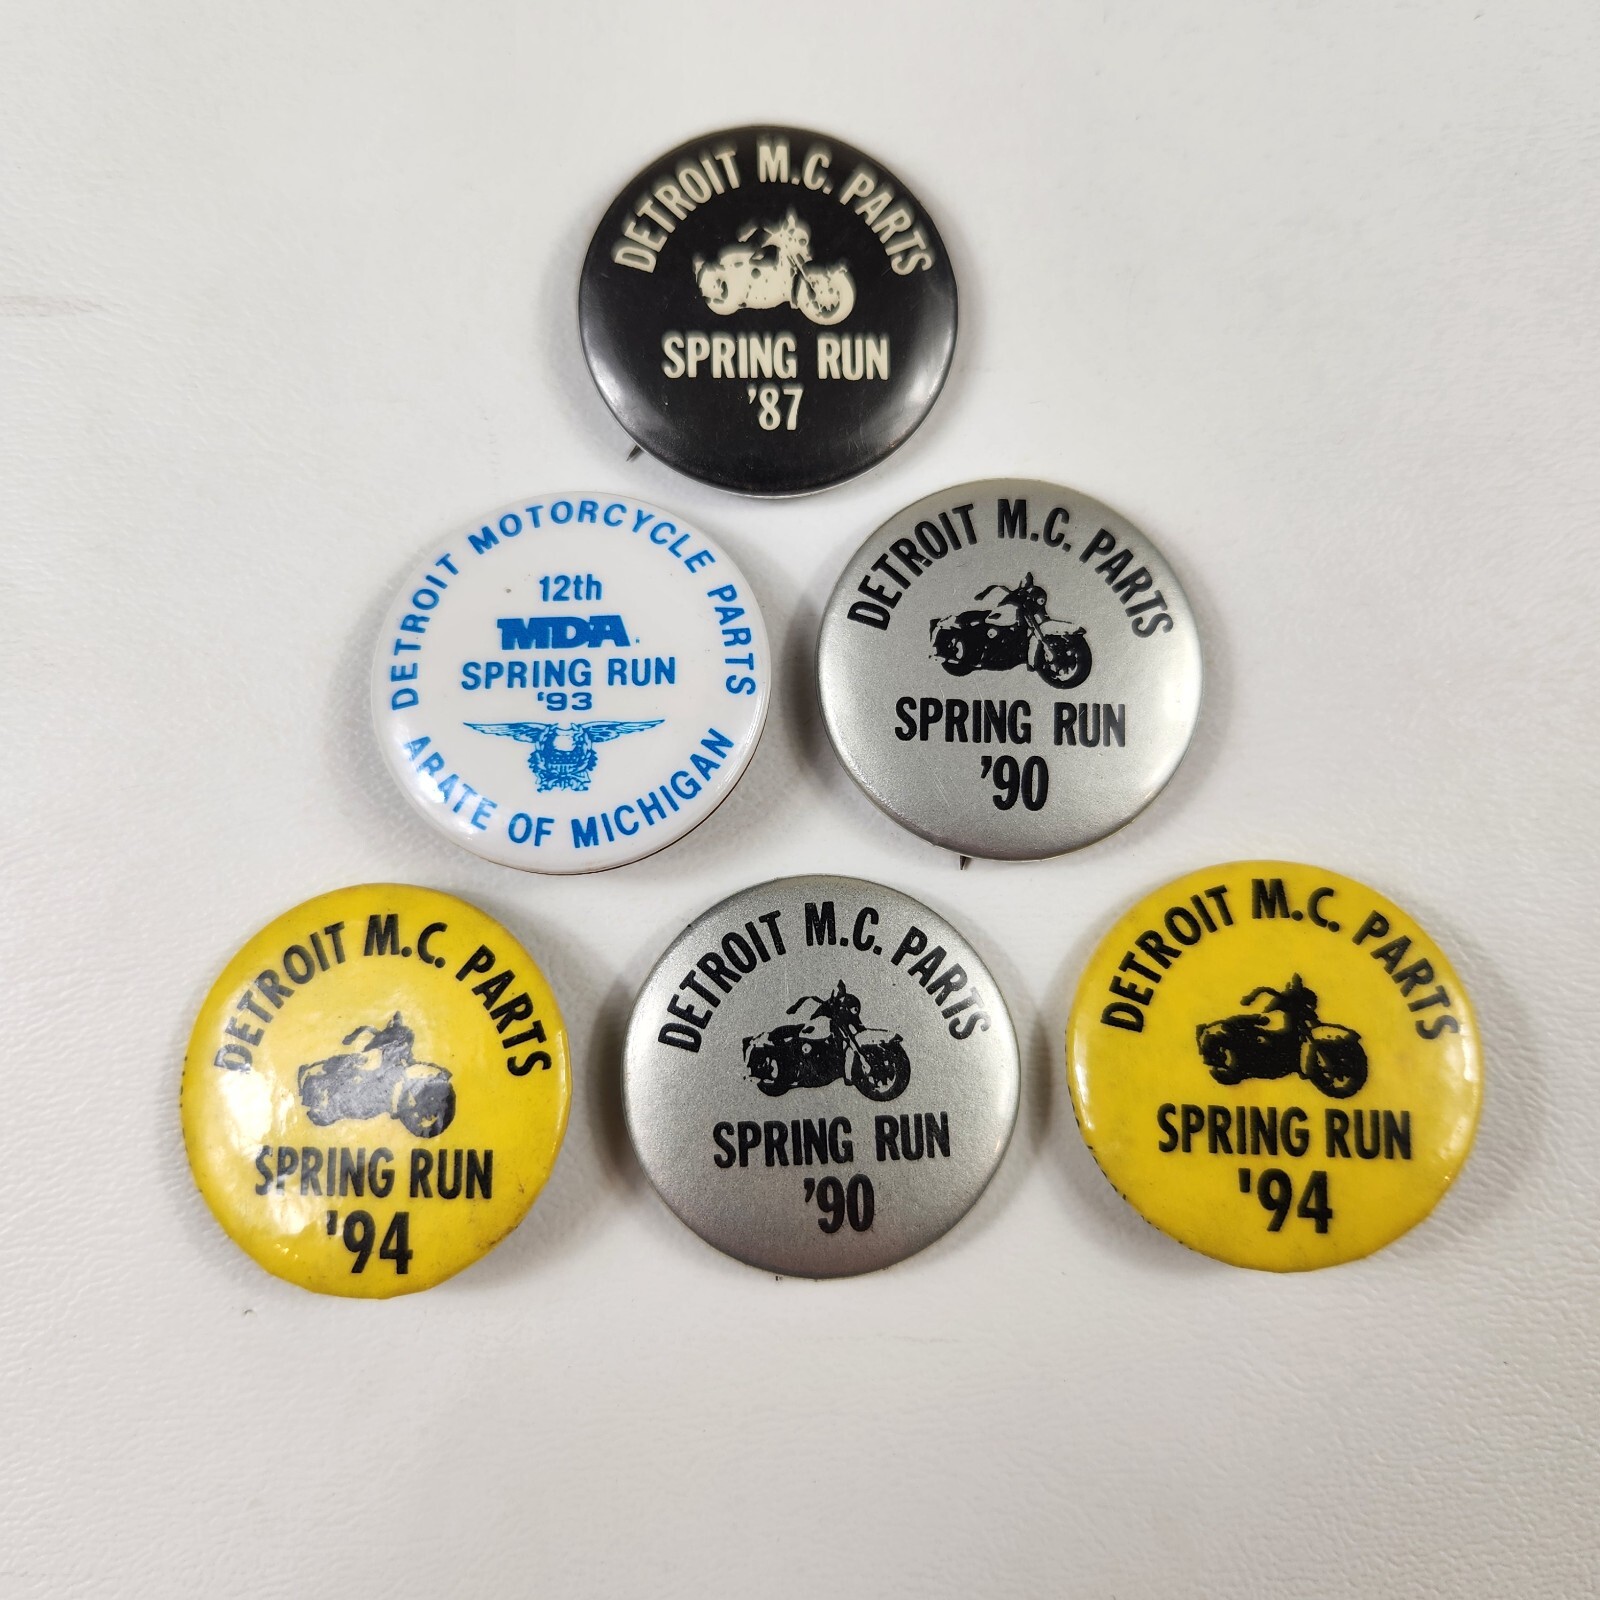 DETROIT M.C. PARTS
SPRING RUN
'87
DETROIT MOTORCYCLE PARTS
12th
MDA.
SPRING RUN
'93
ABATE OF MICHIGAN
DETROIT M.C. PARTS
SPRING RUN
'90
DETROIT M.C. PARTS
SPRING RUN
'94
DETROIT M.C. PARTS
SPRING RUN
'90
DETROIT M.C. PARTS
SPRING RUN
'94